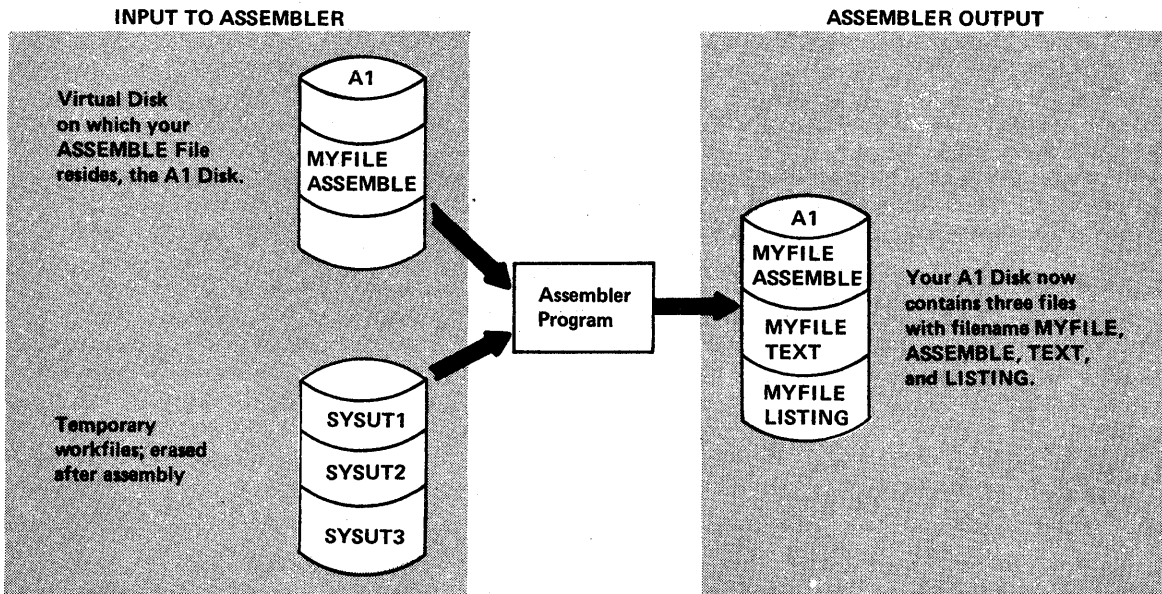 INPUT TO ASSEMBLER
A1
Virtual Disk
on which your
ASSEMBLE File
resides, the A1 Disk.
MYFILE
ASSEMBLE
Temporary
workfiles; erased
after assembly
SYSUT1
SYSUT2
SYSUT3
Assembler
Program
ASSEMBLER OUTPUT
A1
MYFILE
ASSEMBLE
MYFILE
TEXT
MYFILE
LISTING
Your A1 Disk now
contains three files
with filename MYFILE,
ASSEMBLE, TEXT,
and LISTING.